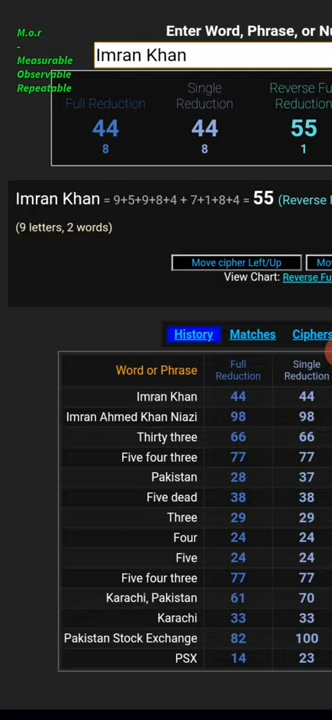 M.o.r
-
Measurable
Observable
Repeatable
Enter Word, Phrase, or Nu
Imran Khan
Full Reduction Single Reduction Reverse Fu Reduction
44 44 55
8 8 1
Imran Khan = 9+5+9+8+4 + 7+1+8+4 = 55 (Reverse
(9 letters, 2 words)
Move cipher Left/Up Mo
View Chart: Reverse Fu
History Matches Ciphers
Word or Phrase Full Reduction Single Reduction
Imran Khan 44 44
Imran Ahmed Khan Niazi 98 98
Thirty three 66 66
Five four three 77 77
Pakistan 28 37
Five dead 38 38
Three 29 29
Four 24 24
Five 24 24
Five four three 77 77
Karachi, Pakistan 61 70
Karachi 33 33
Pakistan Stock Exchange 82 100
PSX 14 23